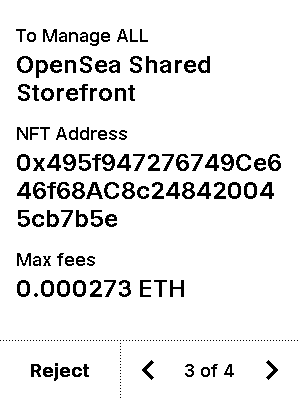 To Manage ALL
OpenSea Shared
Storefront
NFT Address
0x495f947276749Ce6
46f68AC8c24842004
5cb7b5e
Max fees
0.000273 ETH
Reject
3 of 4